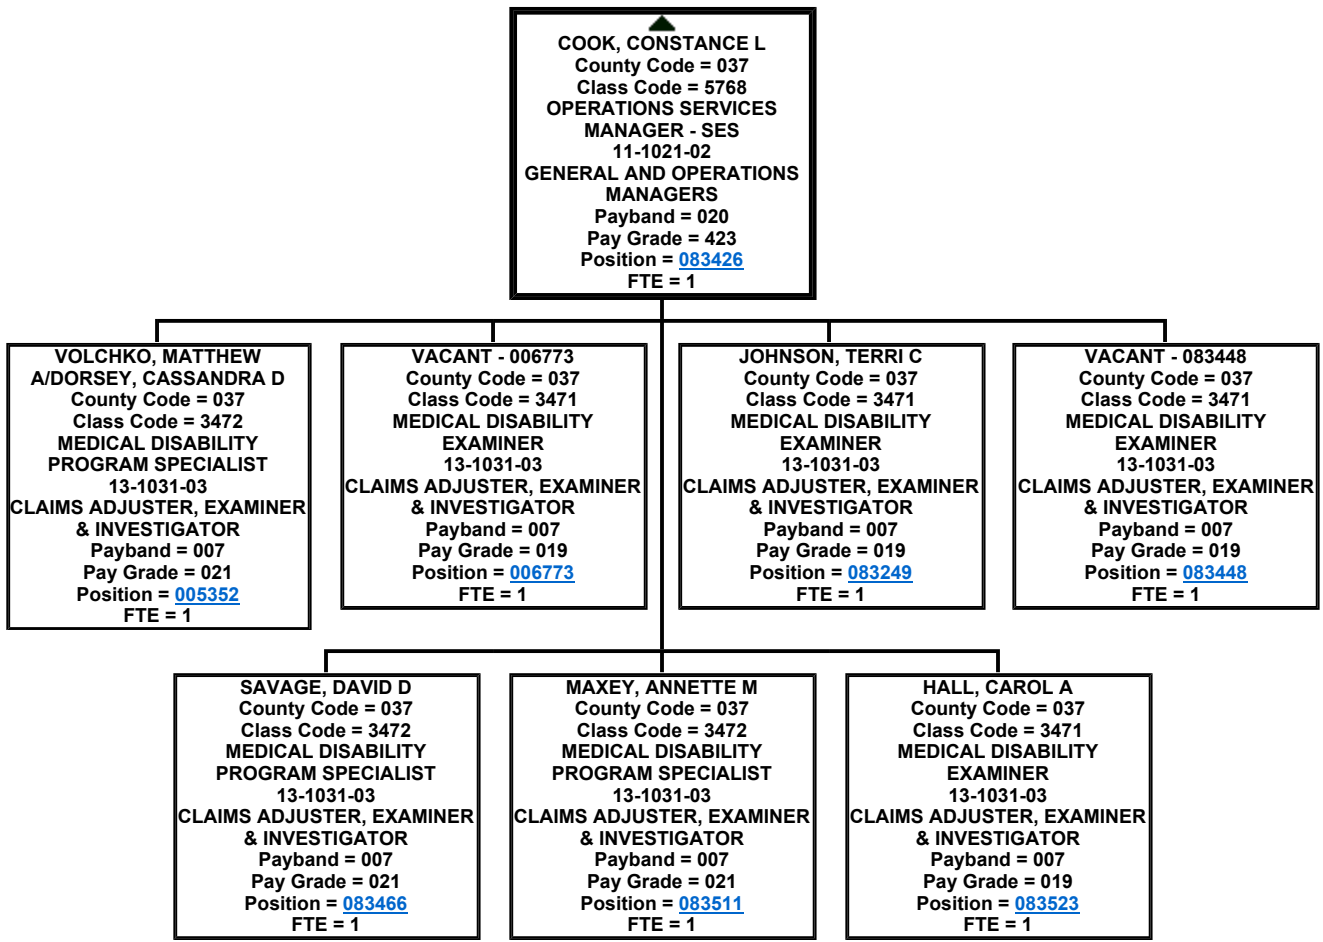 COOK, CONSTANCE L
County Code = 037
Class Code = 5768
OPERATIONS SERVICES
MANAGER - SES
11-1021-02
GENERAL AND OPERATIONS
MANAGERS
Payband = 020
Pay Grade = 423
Position = 083426
FTE = 1
VOLCHKO, MATTHEW
A/DORSEY, CASSANDRA D
County Code = 037
Class Code = 3472
MEDICAL DISABILITY
PROGRAM SPECIALIST
13-1031-03
CLAIMS ADJUSTER, EXAMINER
& INVESTIGATOR
Payband = 007
Pay Grade = 021
Position = 005352
FTE = 1
VACANT - 006773
County Code = 037
Class Code = 3471
MEDICAL DISABILITY
EXAMINER
13-1031-03
CLAIMS ADJUSTER, EXAMINER
& INVESTIGATOR
Payband = 007
Pay Grade = 019
Position = 006773
FTE = 1
JOHNSON, TERRI C
County Code = 037
Class Code = 3471
MEDICAL DISABILITY
EXAMINER
13-1031-03
CLAIMS ADJUSTER, EXAMINER
& INVESTIGATOR
Payband = 007
Pay Grade = 019
Position = 083249
FTE = 1
VACANT - 083448
County Code = 037
Class Code = 3471
MEDICAL DISABILITY
EXAMINER
13-1031-03
CLAIMS ADJUSTER, EXAMINER
& INVESTIGATOR
Payband = 007
Pay Grade = 019
Position = 083448
FTE = 1
SAVAGE, DAVID D
County Code = 037
Class Code = 3472
MEDICAL DISABILITY
PROGRAM SPECIALIST
13-1031-03
CLAIMS ADJUSTER, EXAMINER
& INVESTIGATOR
Payband = 007
Pay Grade = 021
Position = 083466
FTE = 1
MAXEY, ANNETTE M
County Code = 037
Class Code = 3472
MEDICAL DISABILITY
PROGRAM SPECIALIST
13-1031-03
CLAIMS ADJUSTER, EXAMINER
& INVESTIGATOR
Payband = 007
Pay Grade = 021
Position = 083511
FTE = 1
HALL, CAROL A
County Code = 037
Class Code = 3471
MEDICAL DISABILITY
EXAMINER
13-1031-03
CLAIMS ADJUSTER, EXAMINER
& INVESTIGATOR
Payband = 007
Pay Grade = 019
Position = 083523
FTE = 1